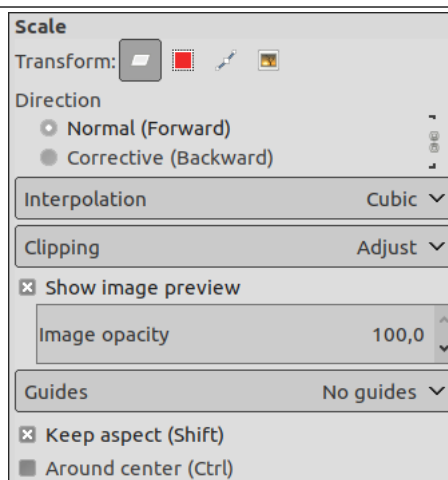 Scale
Transform:
Direction
Normal (Forward)
Corrective (Backward)
Interpolation Cubic
Clipping Adjust
Show image preview
Image opacity 100,0
Guides No guides
Keep aspect (Shift)
Around center (Ctrl)